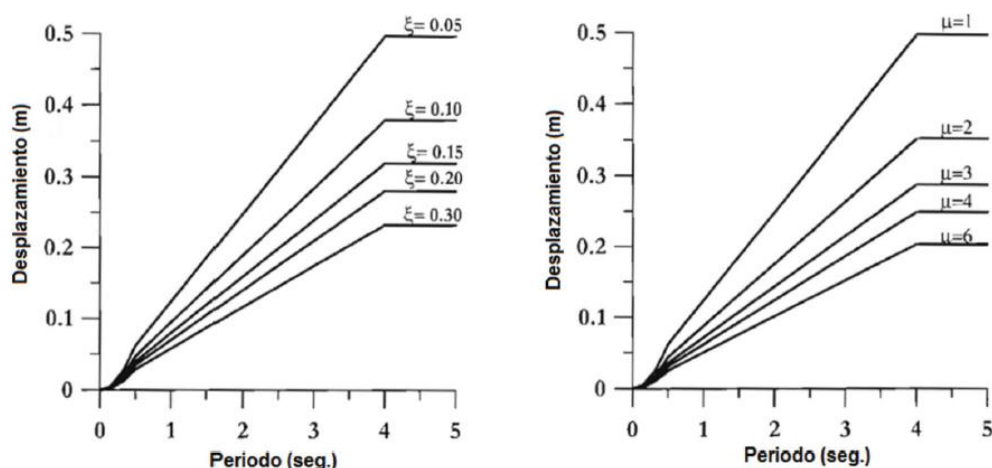 Desplazamiento (m)
0.5
0.4
0.3
0.2
0.1
0
ξ= 0.05
ξ= 0.10
ξ= 0.15
ξ= 0.20
ξ= 0.30
0 1 2 3 4 5
Periodo (seg.)
Desplazamiento (m)
0.5
0.4
0.3
0.2
0.1
0
μ=1
μ=2
μ=3
μ=4
μ=6
0 1 2 3 4 5
Periodo (seg.)